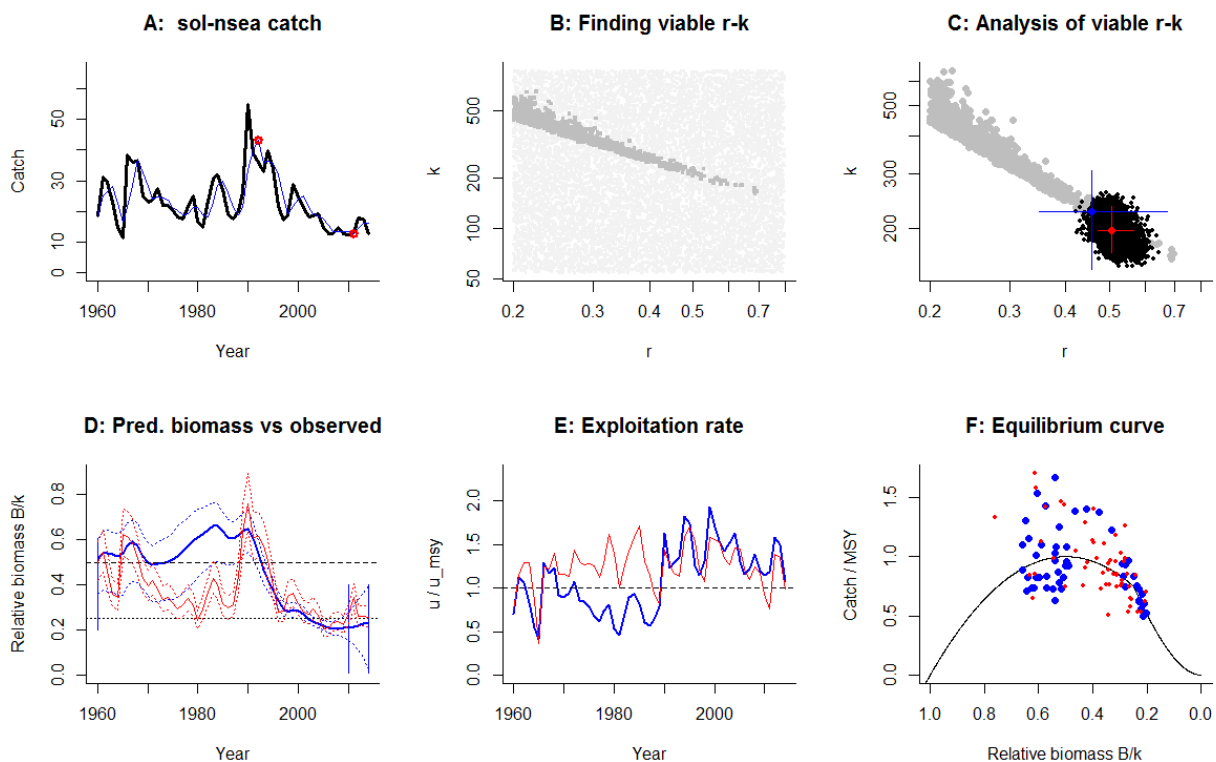 A:  sol-nsea catch
B: Finding viable r-k
C: Analysis of viable r-k
Catch
0 10 30 50
1960 1980 2000
Year
k
50 100 200 500
0.2 0.3 0.4 0.5 0.7
r
k
200 300 500
0.2 0.3 0.4 0.5 0.7
r
D: Pred. biomass vs observed
E: Exploitation rate
F: Equilibrium curve
Relative biomass B/k
0.0 0.2 0.4 0.6 0.8
1960 1980 2000
Year
u / u_msy
0.0 0.5 1.0 1.5 2.0
1960 1980 2000
Year
Catch / MSY
0.0 0.5 1.0 1.5
1.0 0.8 0.6 0.4 0.2 0.0
Relative biomass B/k